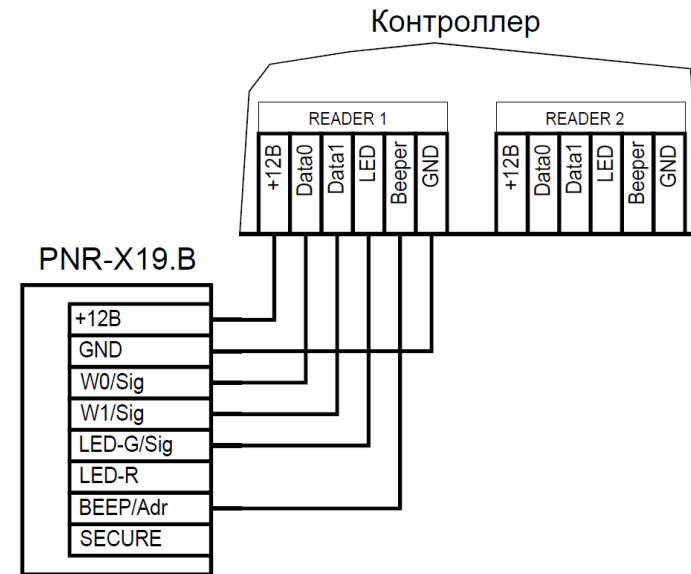 Контроллер
READER 1
READER 2
+12В
Data0
Data1
LED
Beeper
GND
+12В
Data0
Data1
LED
Beeper
GND
PNR-X19.B
+12В
GND
W0/Sig
W1/Sig
LED-G/Sig
LED-R
BEEP/Adr
SECURE